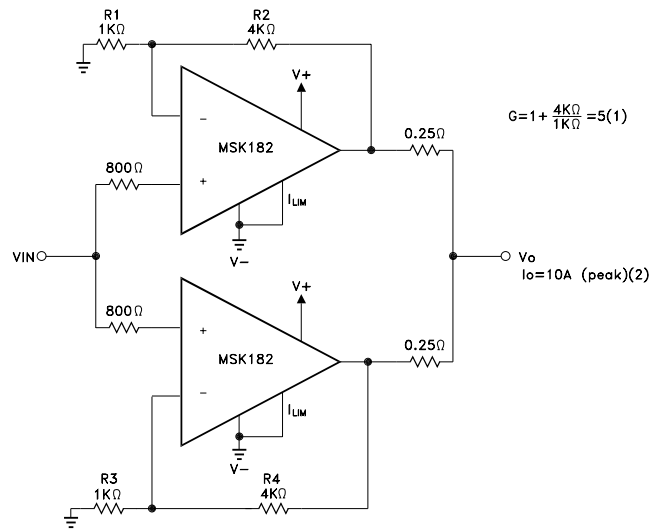 R1
1KΩ
R2
4KΩ
V+
−
MSK182
+
800Ω
ILIM
V−
0.25Ω
G=1+4KΩ/1KΩ=5(1)
VIN
Vo
Io=10A (peak)(2)
800Ω
V+
+
MSK182
−
ILIM
V−
0.25Ω
R3
1KΩ
R4
4KΩ